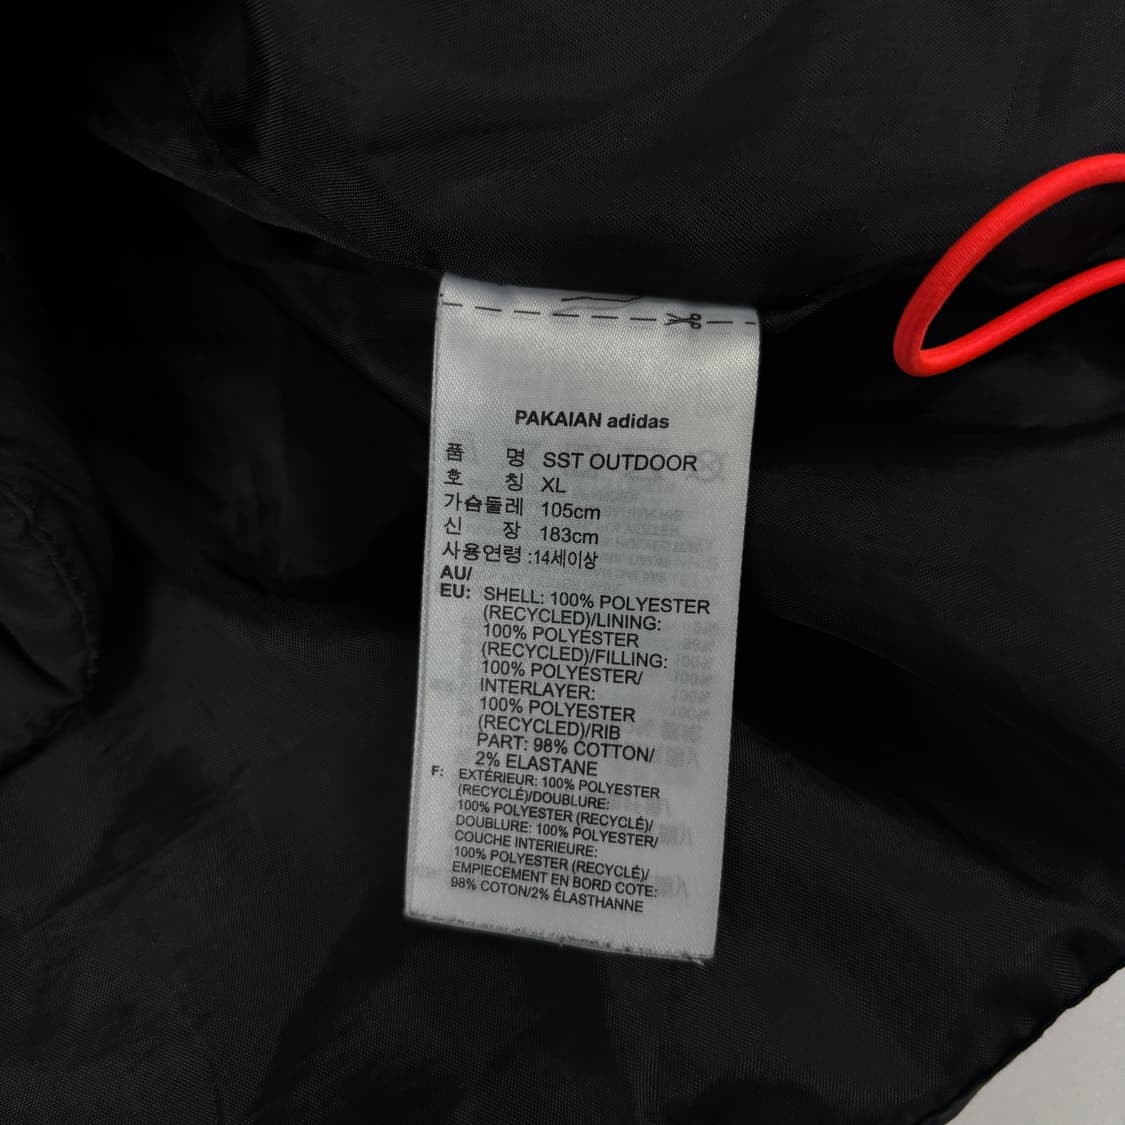 PAKAIAN adidas
품 명 SST OUTDOOR
호 칭 XL
가슴둘레 105cm
신 장 183cm
사용연령 :14세이상
AU/
EU: SHELL: 100% POLYESTER
(RECYCLED)/LINING:
100% POLYESTER
(RECYCLED)/FILLING:
100% POLYESTER/
INTERLAYER:
100% POLYESTER
(RECYCLED)/RIB
PART: 98% COTTON/
2% ELASTANE
F: EXTÉRIEUR: 100% POLYESTER
(RECYCLÉ)/DOUBLURE:
100% POLYESTER (RECYCLÉ)/
DOUBLURE: 100% POLYESTER/
COUCHE INTERIEURE:
100% POLYESTER (RECYCLÉ)/
EMPIECEMENT EN BORD COTE:
98% COTON/2% ÉLASTHANNE